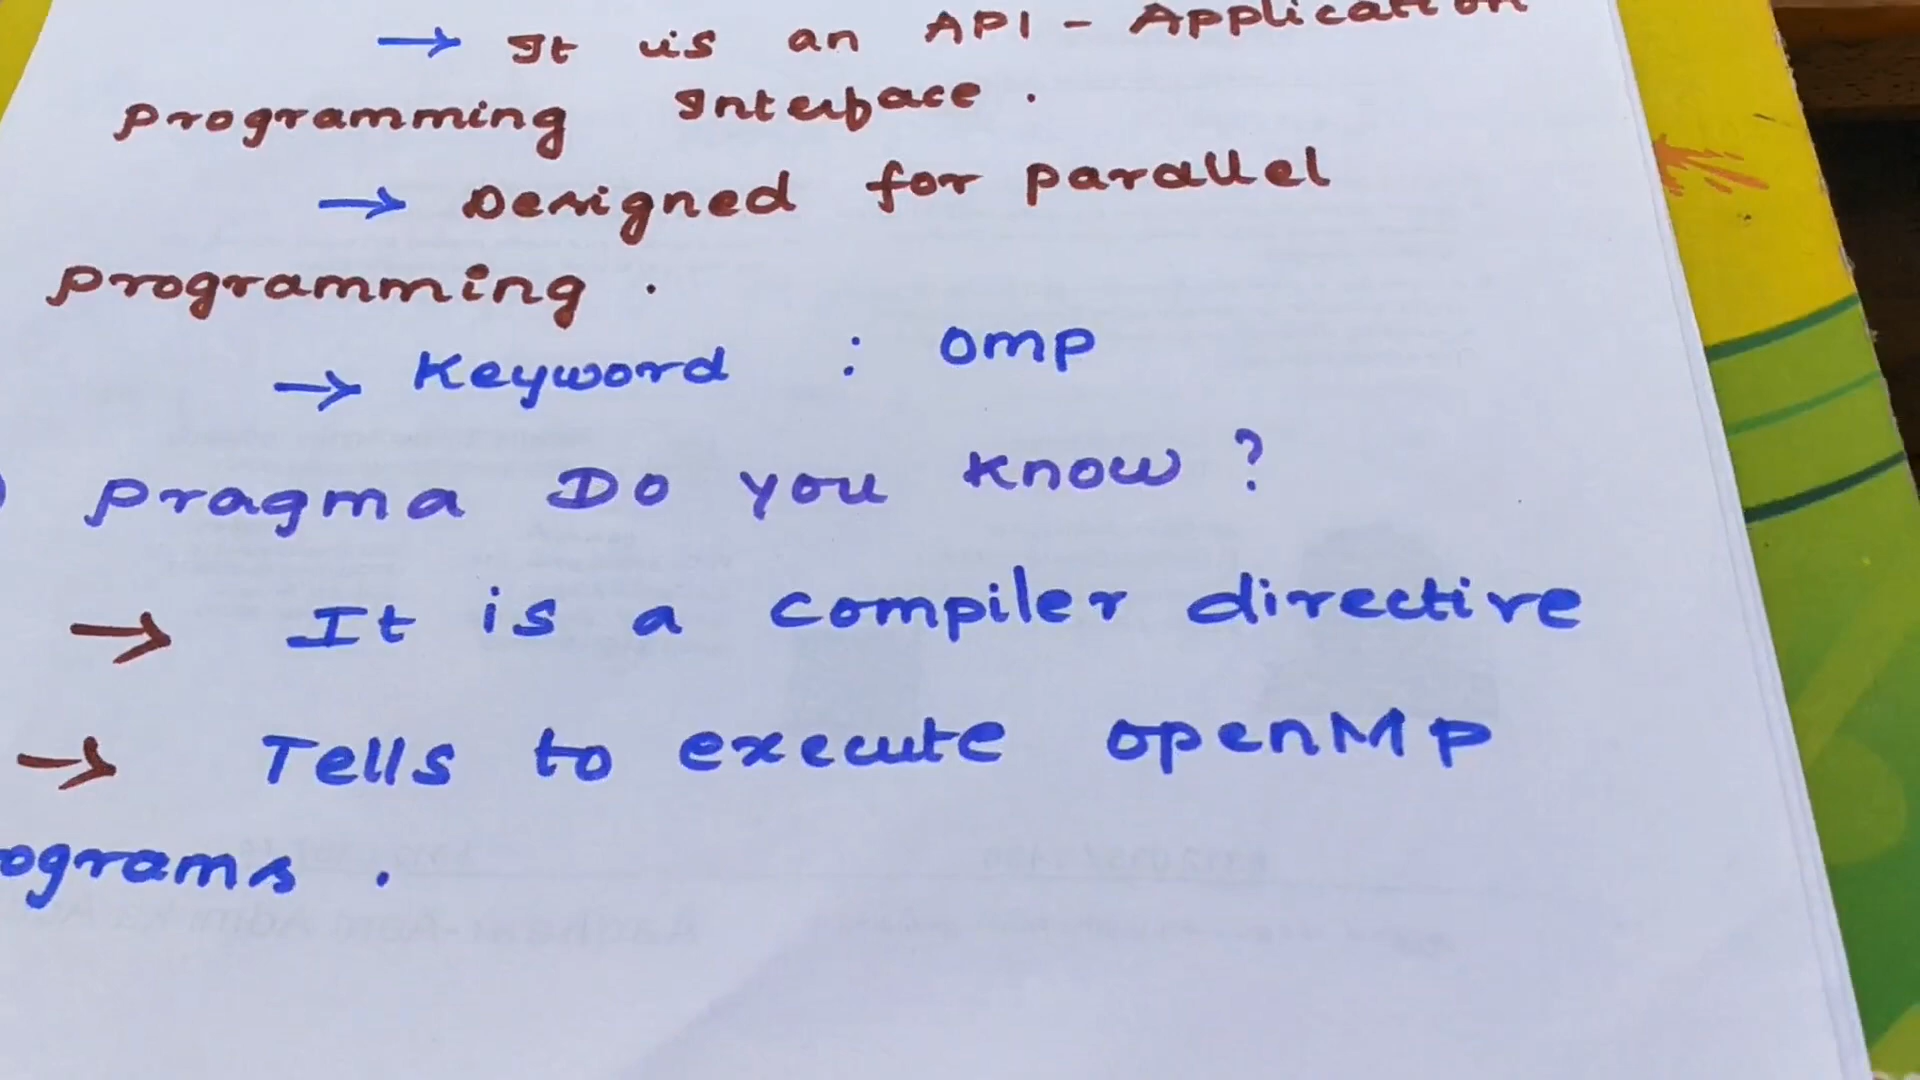 → It is an API - Application
programming Interface.
→ Designed for parallel
programming.
→ Keyword : omp
pragma Do you know?
→ It is a compiler directive
→ Tells to execute openMp
ograms.